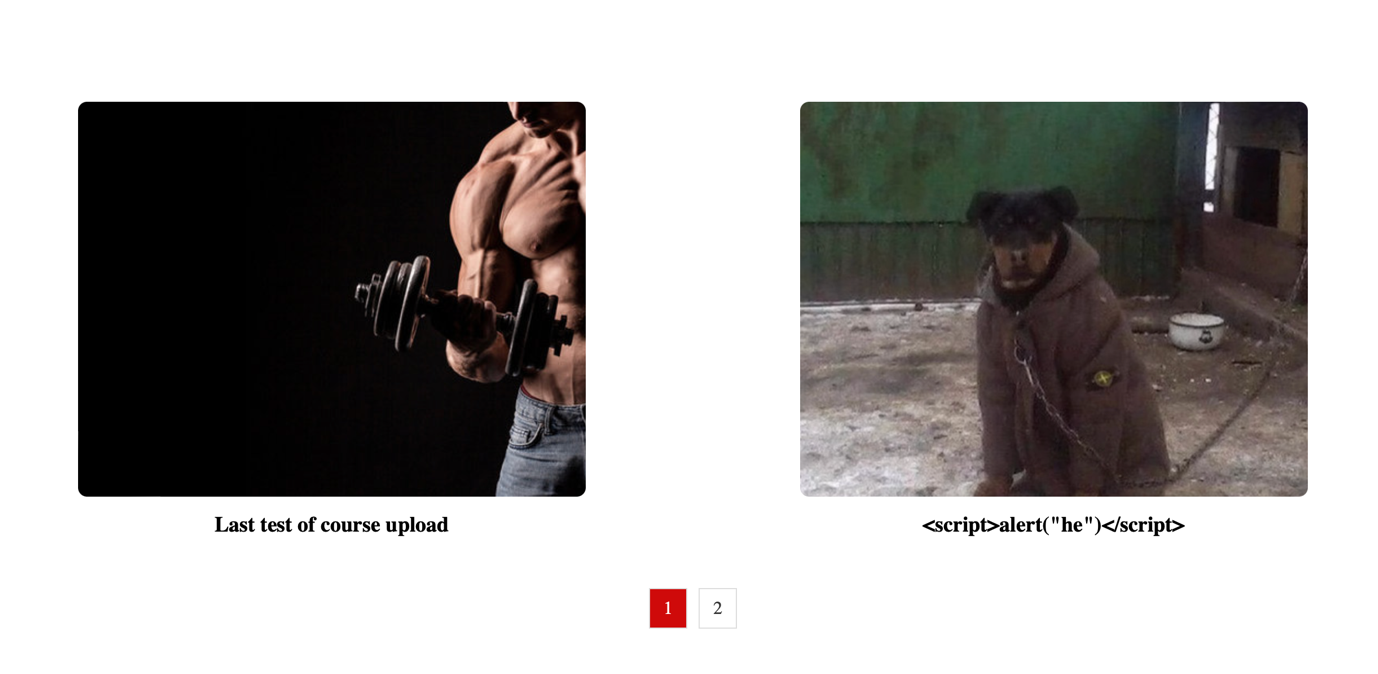 Last test of course upload
<script>alert("he")</script>
1 2